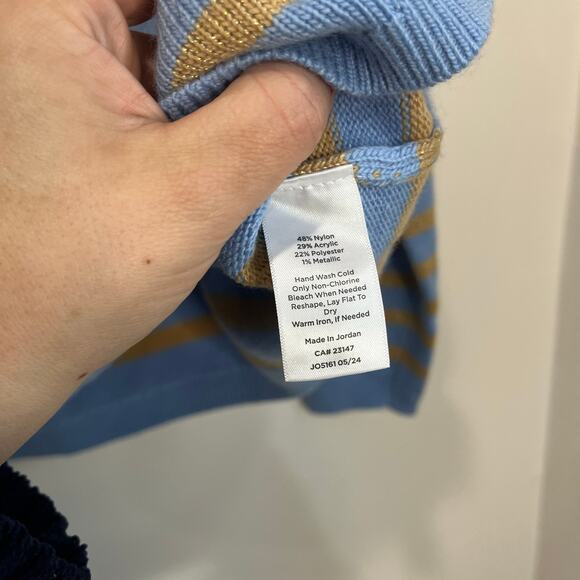 48% Nylon
29% Acrylic
22% Polyester
1% Metallic
Hand Wash Cold
Only Non-Chlorine
Bleach When Needed
Reshape, Lay Flat To
Dry
Warm Iron, If Needed
Made In Jordan
CA# 23147
JO5161 05/24